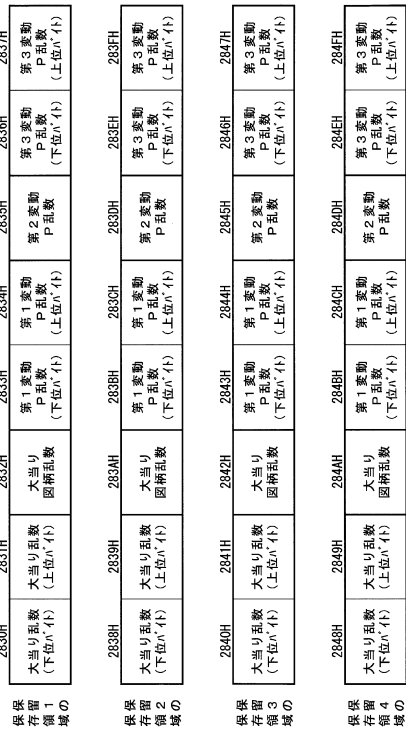 保留1の
保存領域
2830H
大当り乱数
(下位バイト)
2831H
大当り乱数
(上位バイト)
2832H
大当り
図柄乱数
2833H
第1変動
P乱数
(下位バイト)
2834H
第1変動
P乱数
(上位バイト)
2835H
第2変動
P乱数
2836H
第3変動
P乱数
(下位バイト)
2837H
第3変動
P乱数
(上位バイト)
保留2の
保存領域
2838H
大当り乱数
(下位バイト)
2839H
大当り乱数
(上位バイト)
283AH
大当り
図柄乱数
283BH
第1変動
P乱数
(下位バイト)
283CH
第1変動
P乱数
(上位バイト)
283DH
第2変動
P乱数
283EH
第3変動
P乱数
(下位バイト)
283FH
第3変動
P乱数
(上位バイト)
保留3の
保存領域
2840H
大当り乱数
(下位バイト)
2841H
大当り乱数
(上位バイト)
2842H
大当り
図柄乱数
2843H
第1変動
P乱数
(下位バイト)
2844H
第1変動
P乱数
(上位バイト)
2845H
第2変動
P乱数
2846H
第3変動
P乱数
(下位バイト)
2847H
第3変動
P乱数
(上位バイト)
保留4の
保存領域
2848H
大当り乱数
(下位バイト)
2849H
大当り乱数
(上位バイト)
284AH
大当り
図柄乱数
284BH
第1変動
P乱数
(下位バイト)
284CH
第1変動
P乱数
(上位バイト)
284DH
第2変動
P乱数
284EH
第3変動
P乱数
(下位バイト)
284FH
第3変動
P乱数
(上位バイト)